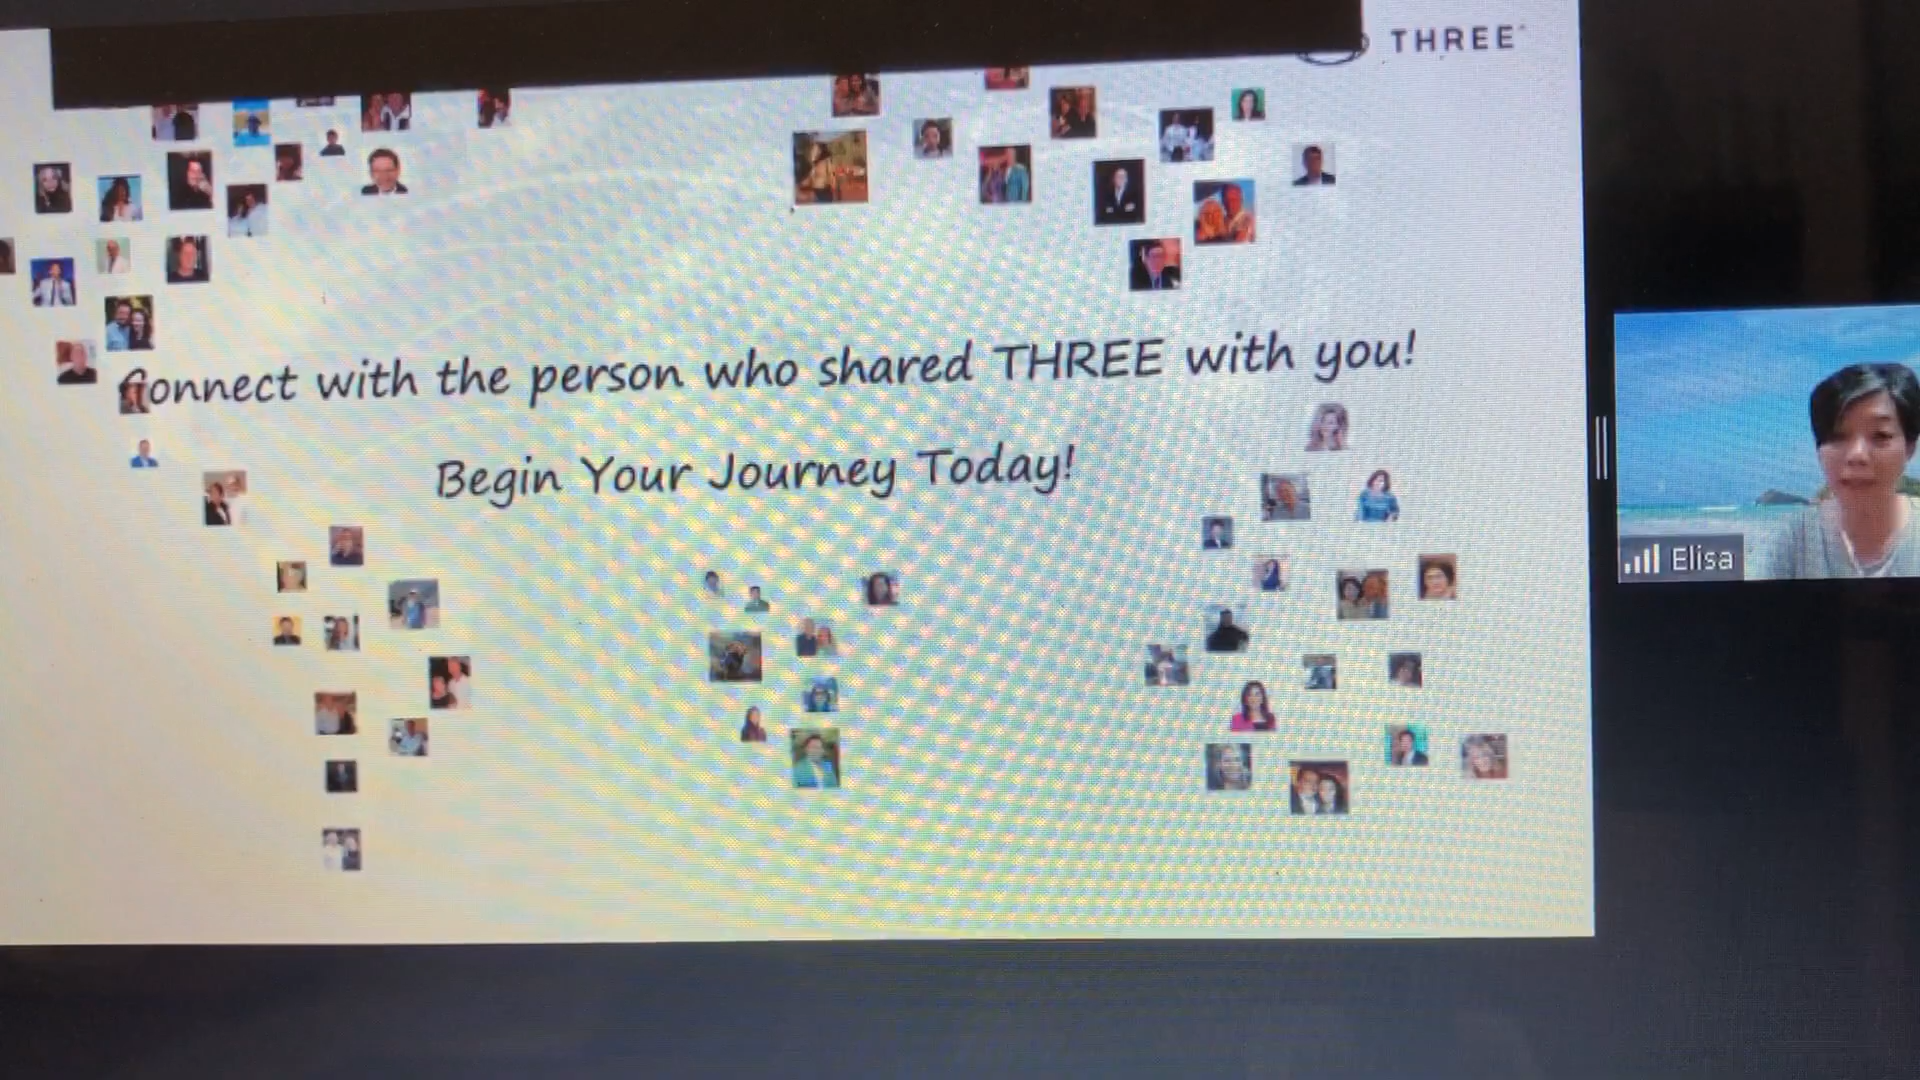 THREE
Connect with the person who shared THREE with you!
Begin Your Journey Today!
Elisa